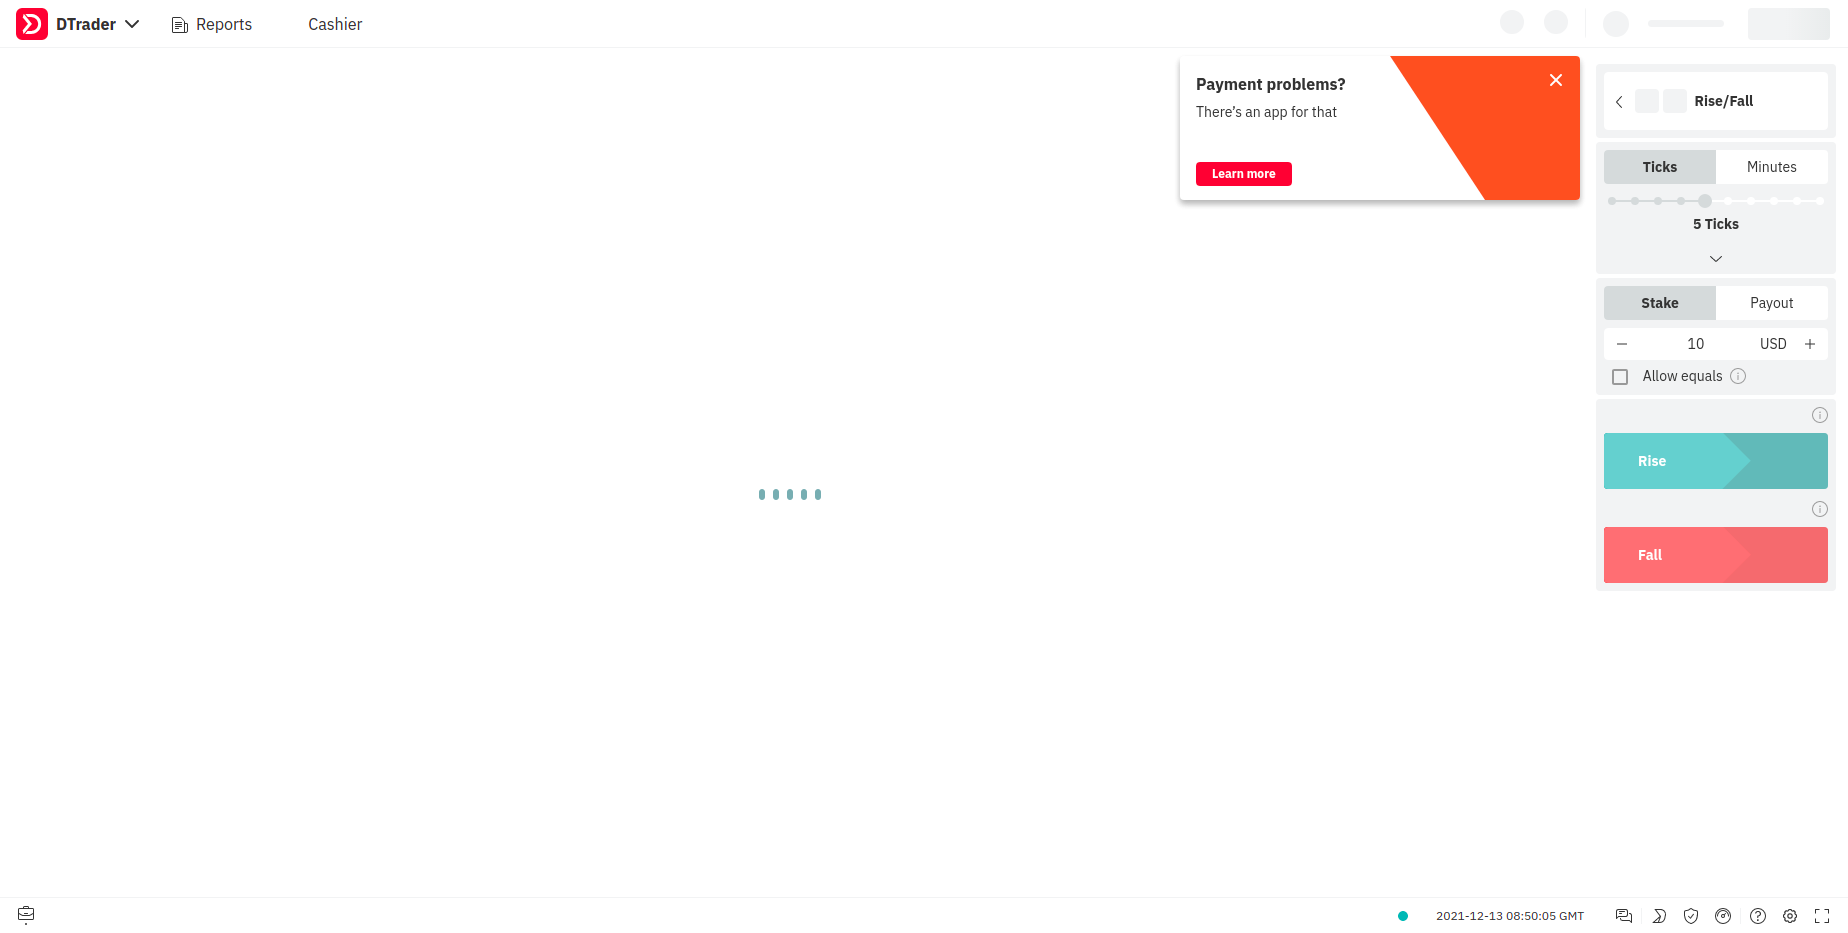 DTrader
Reports
Cashier
Payment problems?
There's an app for that
Learn more
Rise/Fall
Ticks
Minutes
5 Ticks
Stake
Payout
10
USD
Allow equals
Rise
Fall
2021-12-13 08:50:05 GMT